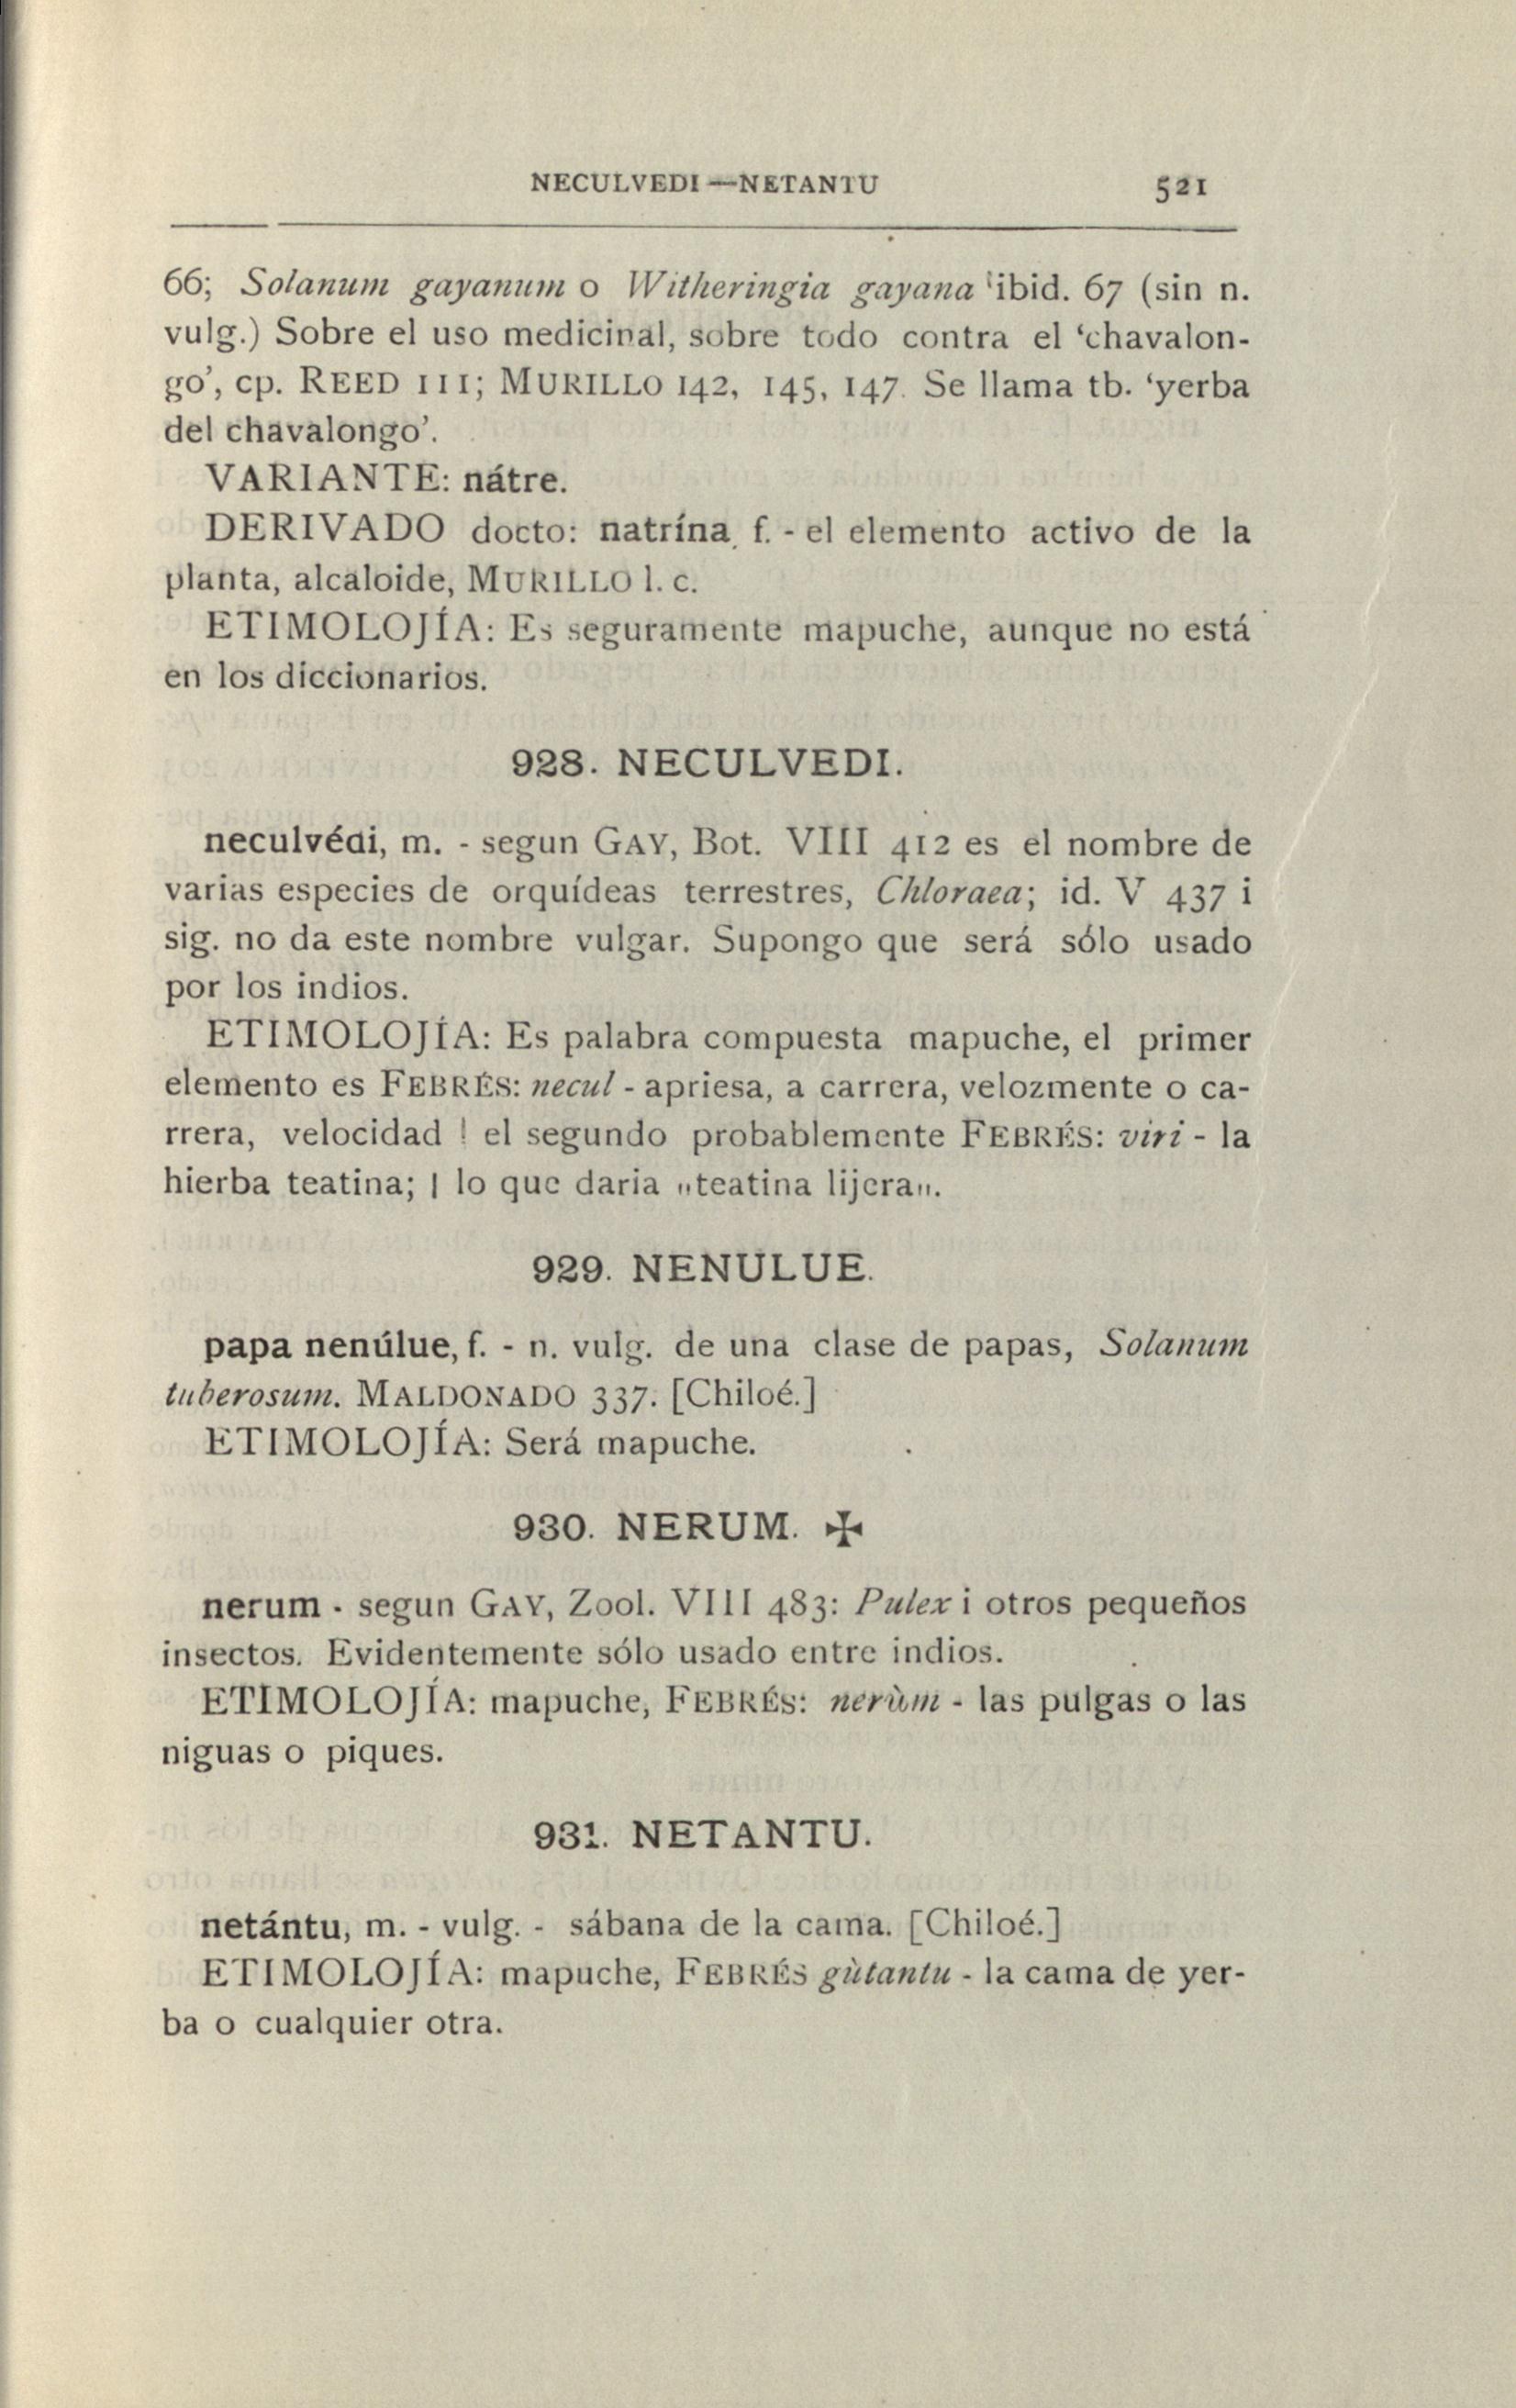 NECULVEDI—NETANTU 521
66; Solanum gayanum o Witheringia gayana ibid. 67 (sin n.
vulg.) Sobre el uso medicinal, sobre todo contra el ‘chavalon-
go’, cp. REED 111; MURILLO 142, 145, 147. Se llama tb. ‘yerba
del chavalongo’.
VARIANTE: nátre.
DERIVADO docto: natrína, f. - el elemento activo de la
planta, alcaloide, MURILLO l. c.
ETIMOLOJÍA: Es seguramente mapuche, aunque no está
en los diccionarios.
928. NECULVEDI.
neculvédi, m. - segun GAY, Bot. VIII 412 es el nombre de
varias especies de orquídeas terrestres, Chloraea; id. V 437 i
sig. no da este nombre vulgar. Supongo que será sólo usado
por los indios.
ETIMOLOJÍA: Es palabra compuesta mapuche, el primer
elemento es FEBRÉS: necul - apriesa, a carrera, velozmente o ca-
rrera, velocidad | el segundo probablemente FEBRÉS: viri - la
hierba teatina; | lo que daria „teatina lijera„.
929. NENULUE.
papa nenúlue, f. - n. vulg. de una clase de papas, Solanum
tuberosum. MALDONADO 337. [Chiloé.]
ETIMOLOJÍA: Será mapuche.
930. NERUM. ✠
nerum - segun GAY, Zool. VIII 483: Pulex i otros pequeños
insectos. Evidentemente sólo usado entre indios.
ETIMOLOJÍA: mapuche, FEBRÉS: nerùm - las pulgas o las
niguas o piques.
931. NETANTU.
netántu, m. - vulg. - sábana de la cama. [Chiloé.]
ETIMOLOJÍA: mapuche, FEBRÉS gùtantu - la cama de yer-
ba o cualquier otra.